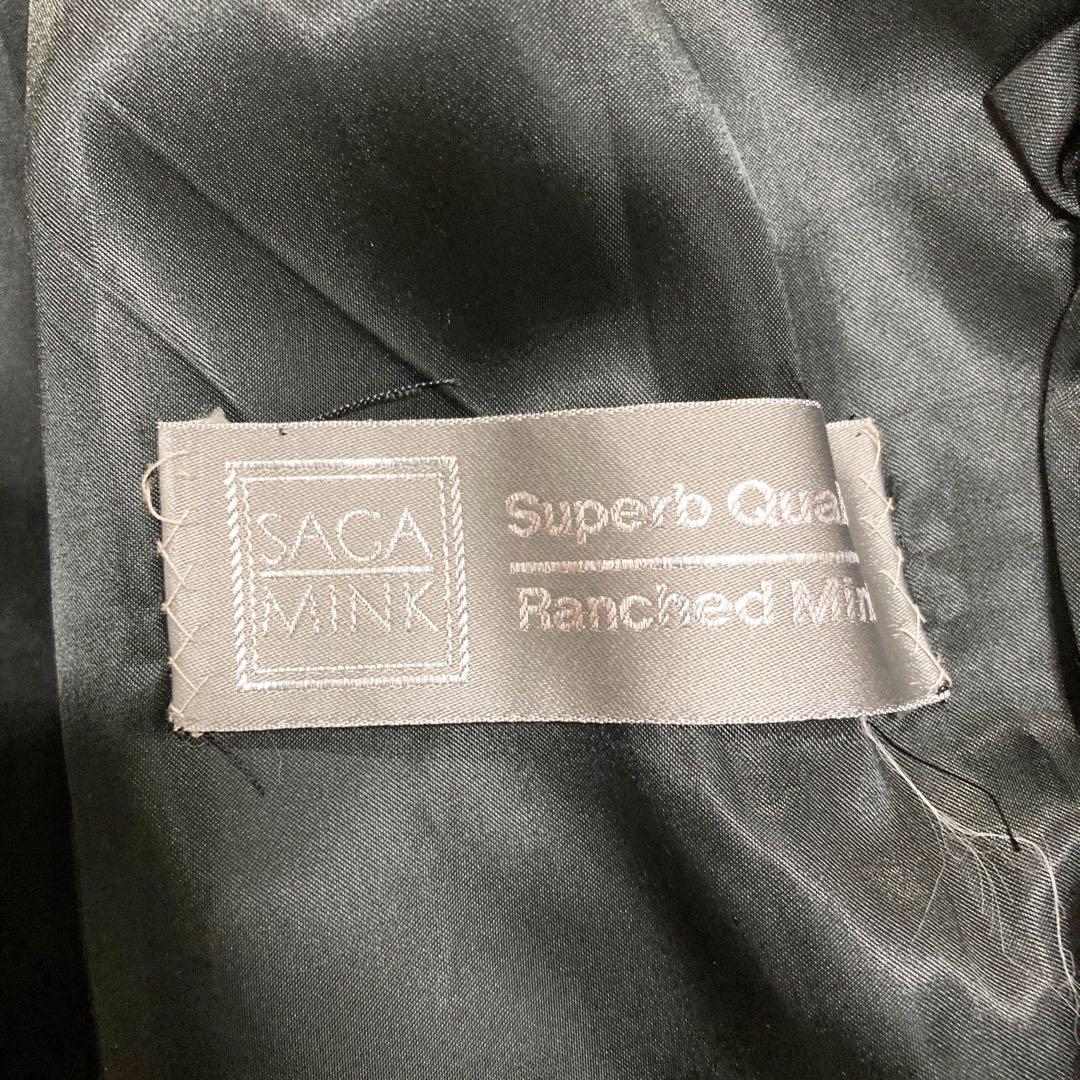 SAGA
MINK
Superb Qual
Ranched Min